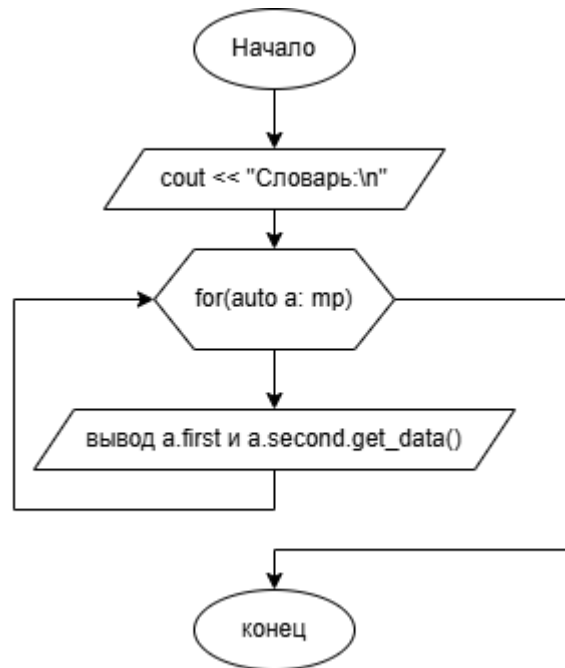 Начало
cout << "Словарь:\n"
for(auto a: mp)
вывод a.first и a.second.get_data()
конец